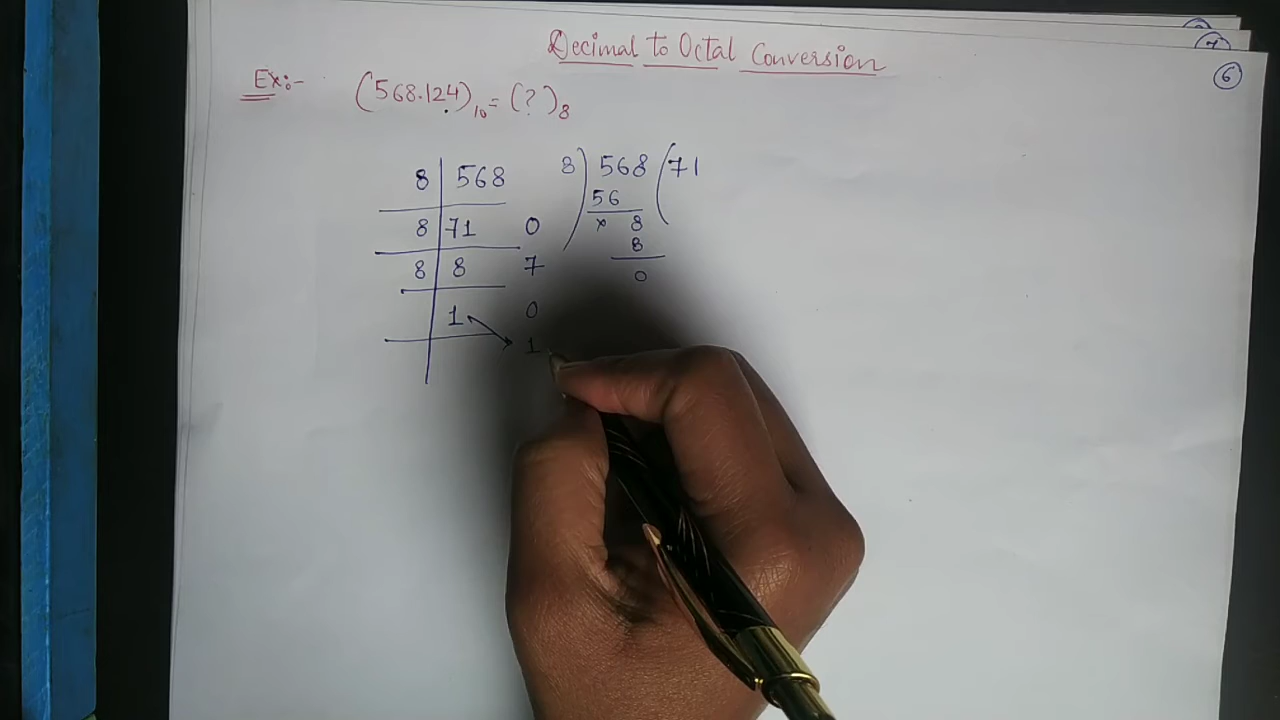 Decimal to Octal Conversion
6
Ex:- (568.124)10 = (?)8
8 568
8 71 0
8 8 7
1 0
1
8 ) 568 ( 71
56
× 8
8
0